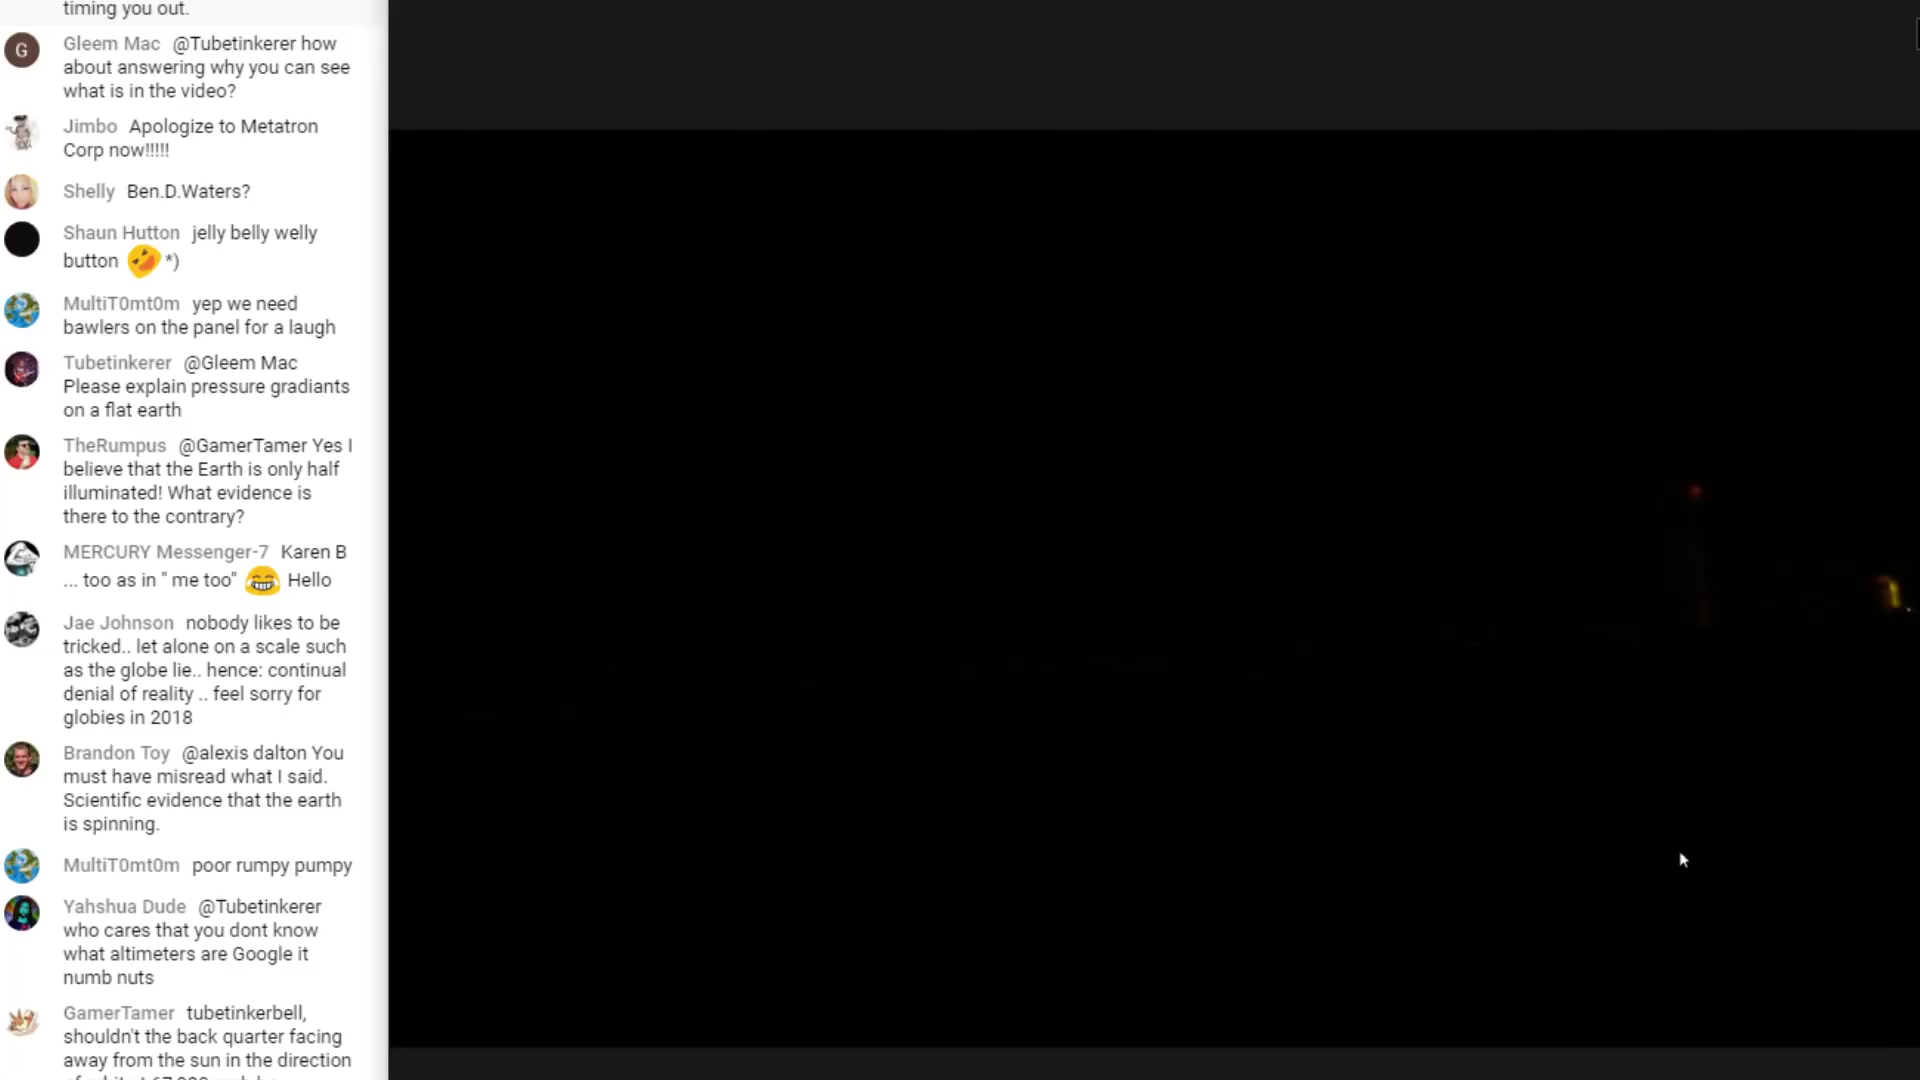 timing you out.
Gleem Mac @Tubetinkerer how
about answering why you can see
what is in the video?
Jimbo Apologize to Metatron
Corp now!!!!!
Shelly Ben.D.Waters?
Shaun Hutton jelly belly welly
button 🤣 *)
MultiT0mt0m yep we need
bawlers on the panel for a laugh
Tubetinkerer @Gleem Mac
Please explain pressure gradiants
on a flat earth
TheRumpus @GamerTamer Yes I
believe that the Earth is only half
illuminated! What evidence is
there to the contrary?
MERCURY Messenger-7 Karen B
... too as in " me too" 😂 Hello
Jae Johnson nobody likes to be
tricked.. let alone on a scale such
as the globe lie.. hence: continual
denial of reality .. feel sorry for
globies in 2018
Brandon Toy @alexis dalton You
must have misread what I said.
Scientific evidence that the earth
is spinning.
MultiT0mt0m poor rumpy pumpy
Yahshua Dude @Tubetinkerer
who cares that you dont know
what altimeters are Google it
numb nuts
GamerTamer tubetinkerbell,
shouldn't the back quarter facing
away from the sun in the direction
G